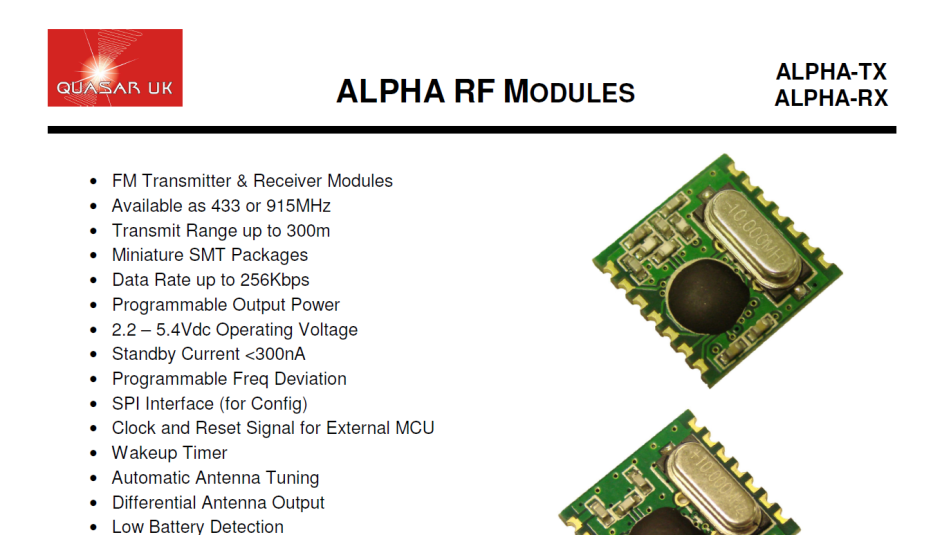 QUASAR UK
ALPHA RF MODULES
ALPHA-TX
ALPHA-RX
• FM Transmitter & Receiver Modules
• Available as 433 or 915MHz
• Transmit Range up to 300m
• Miniature SMT Packages
• Data Rate up to 256Kbps
• Programmable Output Power
• 2.2 – 5.4Vdc Operating Voltage
• Standby Current <300nA
• Programmable Freq Deviation
• SPI Interface (for Config)
• Clock and Reset Signal for External MCU
• Wakeup Timer
• Automatic Antenna Tuning
• Differential Antenna Output
• Low Battery Detection
10.000MHz